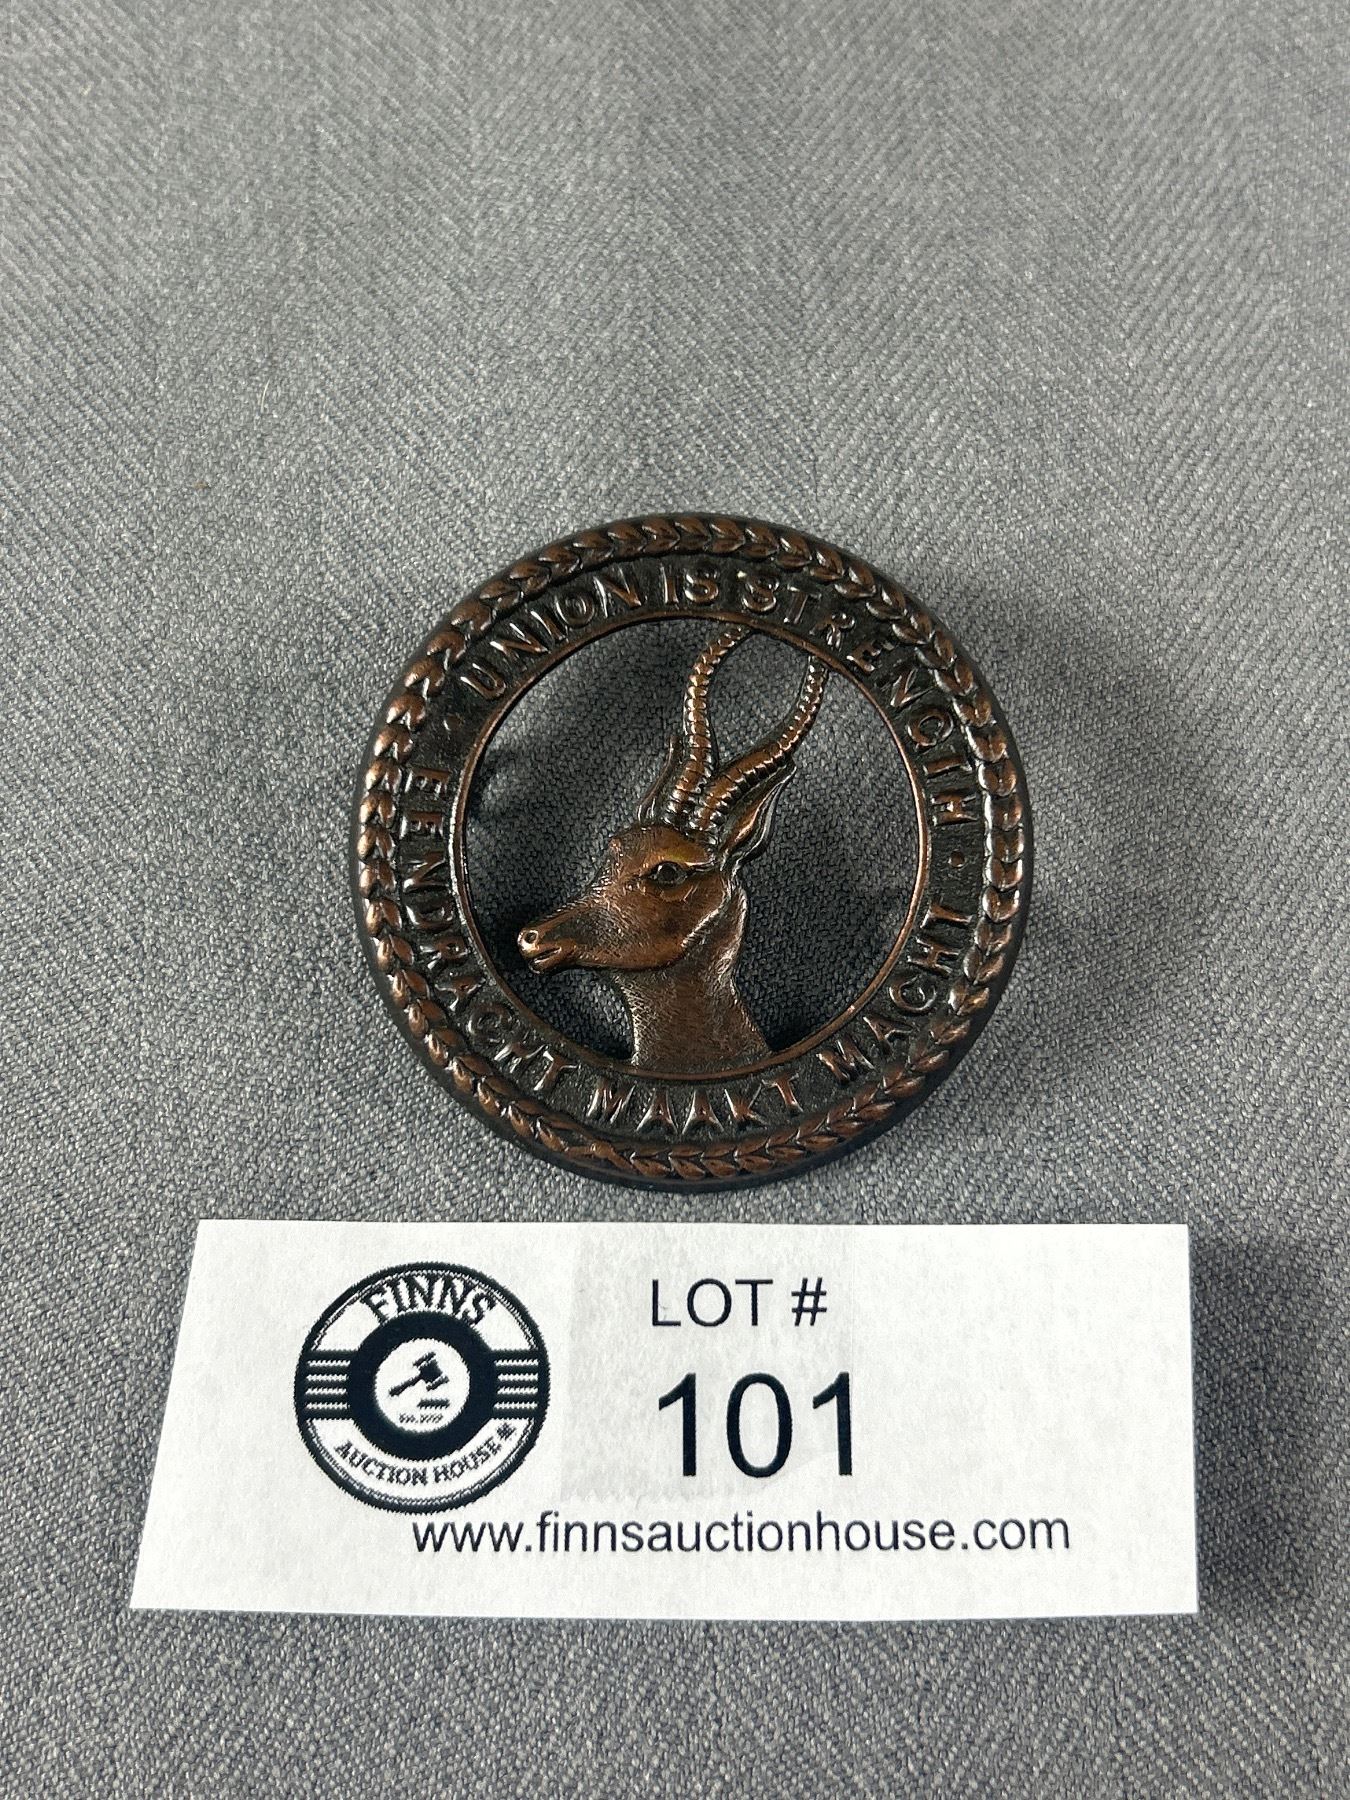 UNION IS STRENGTH ·
EENDRACHT MAAKT MACHT
FINNS
AUCTION HOUSE
LOT #
101
www.finnsauctionhouse.com